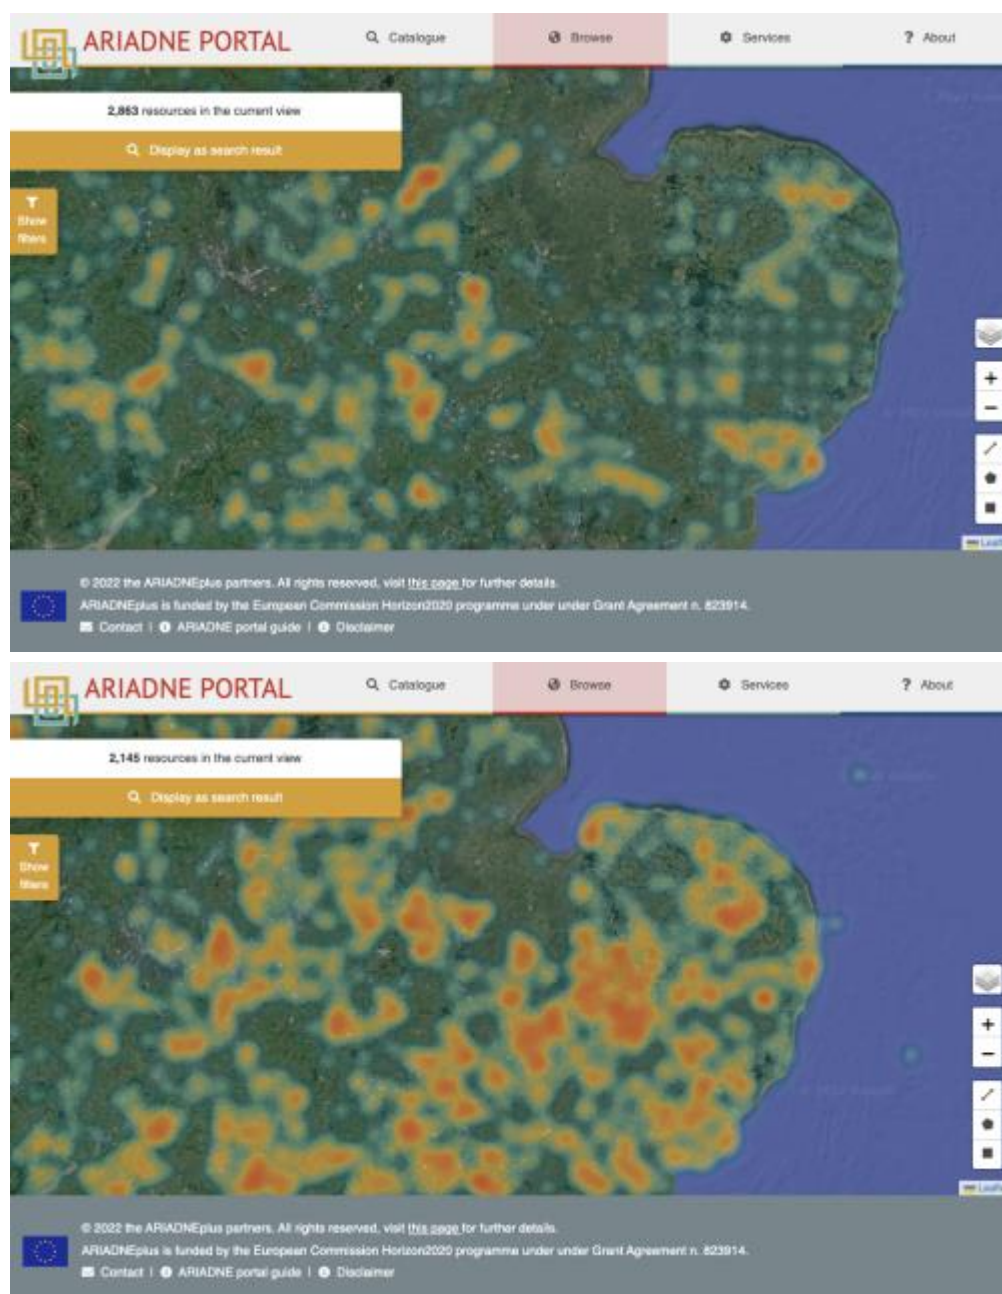 ARIADNE PORTAL
Catalogue
Browse
Services
? About
2,863 resources in the current view
Display as search result
Show
filters
© 2022 the ARIADNEplus partners. All rights reserved, visit this page for further details.
ARIADNEplus is funded by the European Commission Horizon2020 programme under under Grant Agreement n. 823914.
Contact | ARIADNE portal guide | Disclaimer
ARIADNE PORTAL
Catalogue
Browse
Services
? About
2,145 resources in the current view
Display as search result
Show
filters
© 2022 the ARIADNEplus partners. All rights reserved, visit this page for further details.
ARIADNEplus is funded by the European Commission Horizon2020 programme under under Grant Agreement n. 823914.
Contact | ARIADNE portal guide | Disclaimer